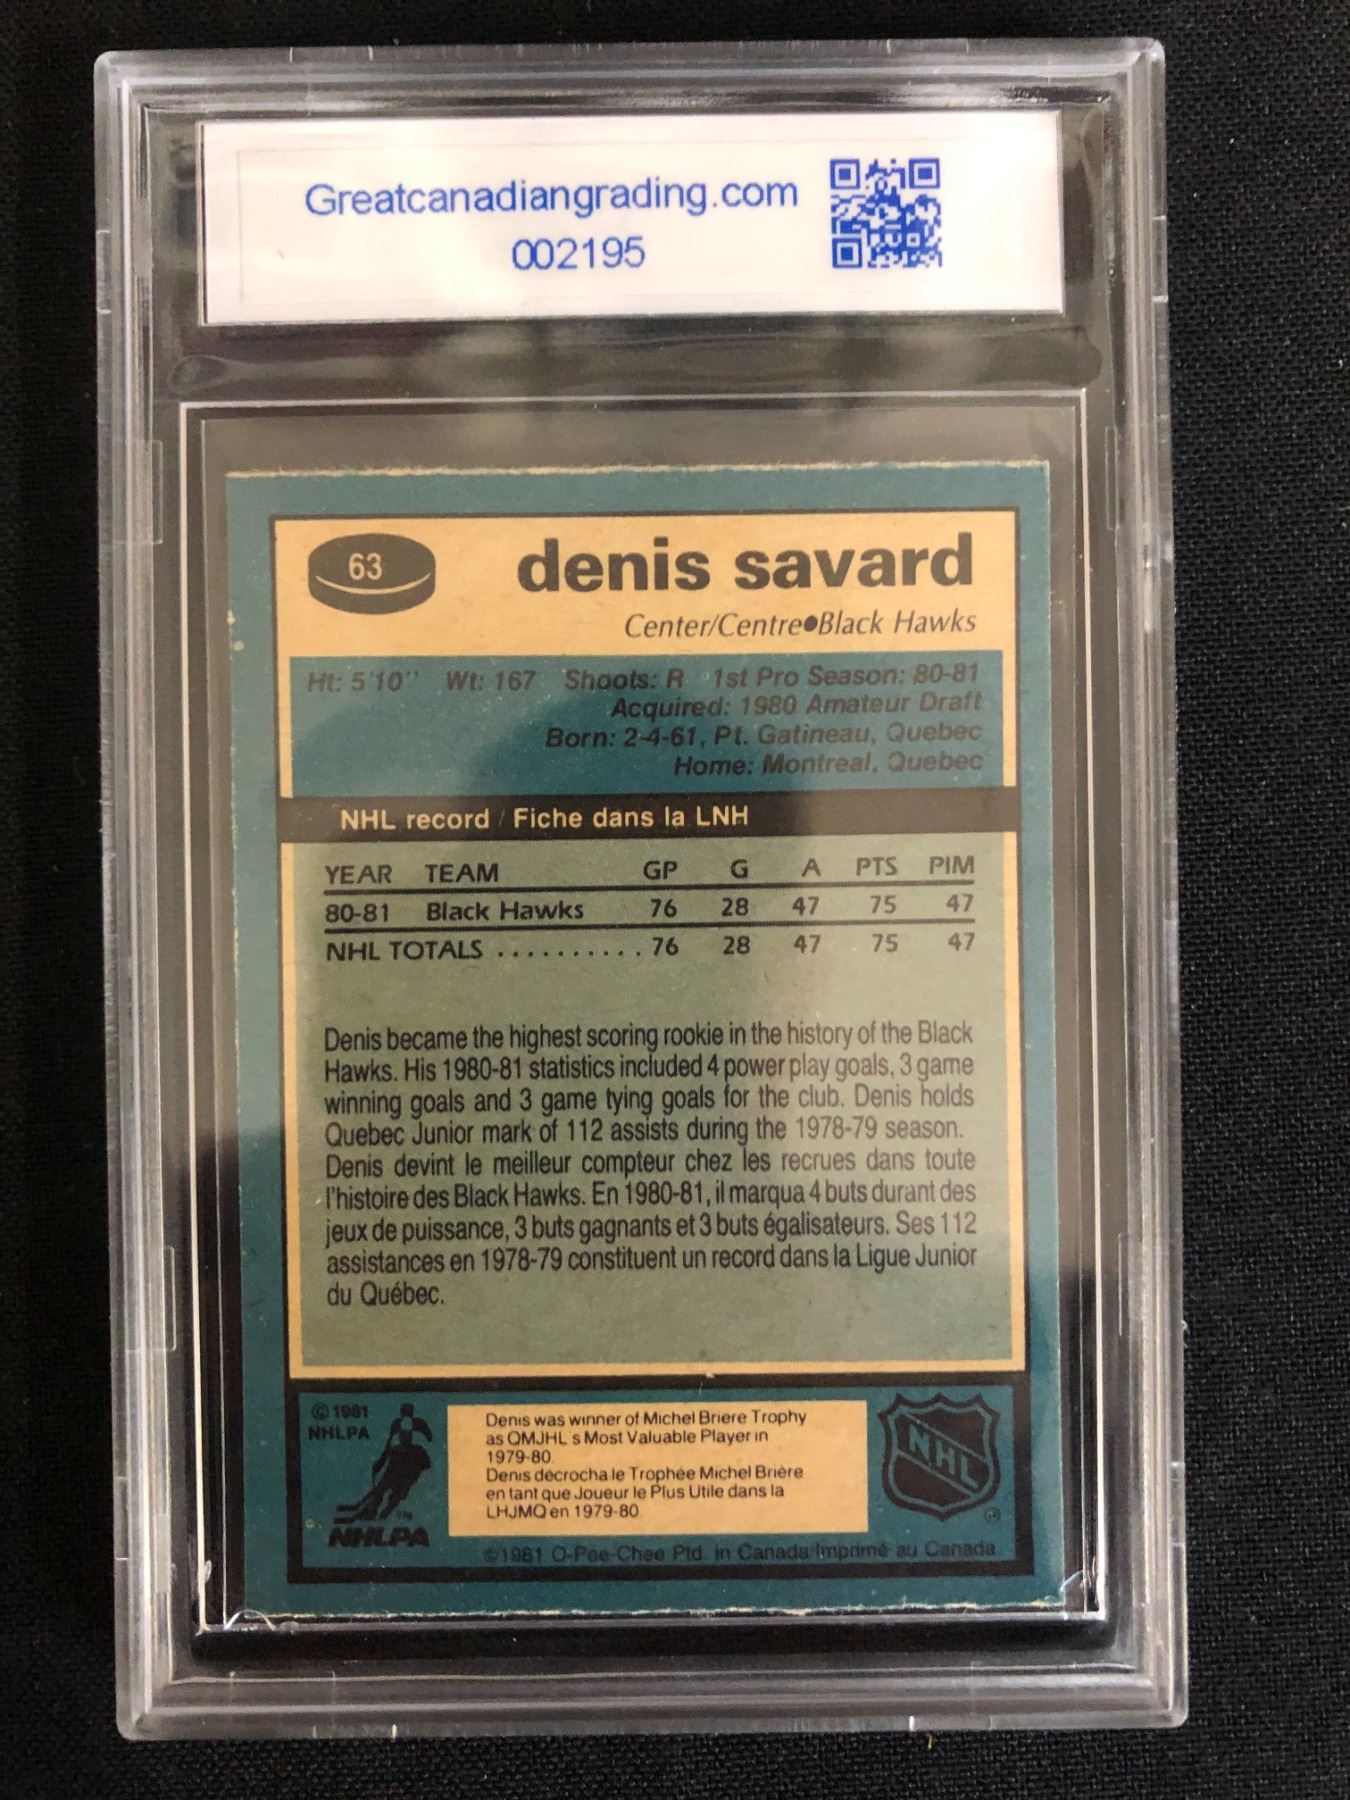 Greatcanadiangrading.com
002195
63
denis savard
Center/Centre●Black Hawks
Ht: 5'10" Wt: 167 Shoots: R 1st Pro Season: 80-81
Acquired: 1980 Amateur Draft
Born: 2-4-61, Pt. Gatineau, Quebec
Home: Montreal, Quebec
NHL record / Fiche dans la LNH
YEAR TEAM GP G A PTS PIM
80-81 Black Hawks 76 28 47 75 47
NHL TOTALS .......... 76 28 47 75 47
Denis became the highest scoring rookie in the history of the Black
Hawks. His 1980-81 statistics included 4 power play goals, 3 game
winning goals and 3 game tying goals for the club. Denis holds
Quebec Junior mark of 112 assists during the 1978-79 season.
Denis devint le meilleur compteur chez les recrues dans toute
l'histoire des Black Hawks. En 1980-81, il marqua 4 buts durant des
jeux de puissance, 3 buts gagnants et 3 buts égalisateurs. Ses 112
assistances en 1978-79 constituent un record dans la Ligue Junior
du Québec.
© 1981
NHLPA
TM
NHLPA
Denis was winner of Michel Briere Trophy
as QMJHL's Most Valuable Player in
1979-80.
Denis décrocha le Trophée Michel Brière
en tant que Joueur le Plus Utile dans la
LHJMQ en 1979-80.
NHL
©1981 O-Pee-Chee Ptd. in Canada/Imprimé au Canada